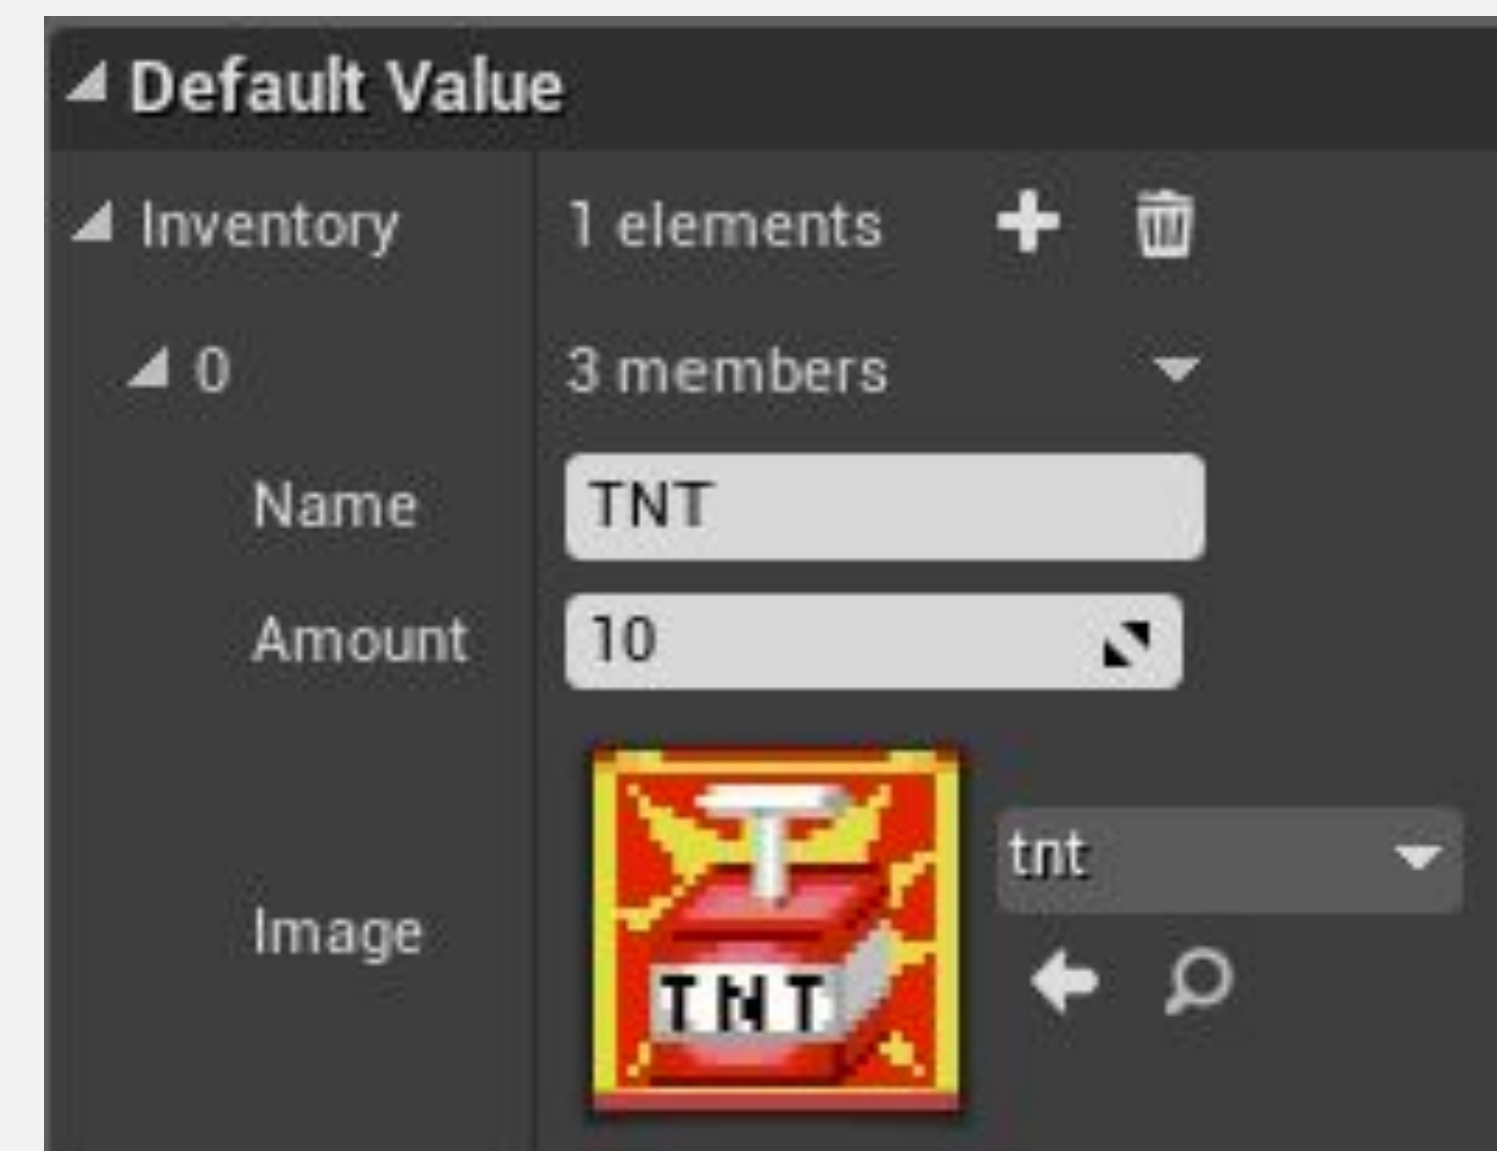 Default Value
Inventory 1 elements
0 3 members
Name TNT
Amount 10
Image tnt
TNT